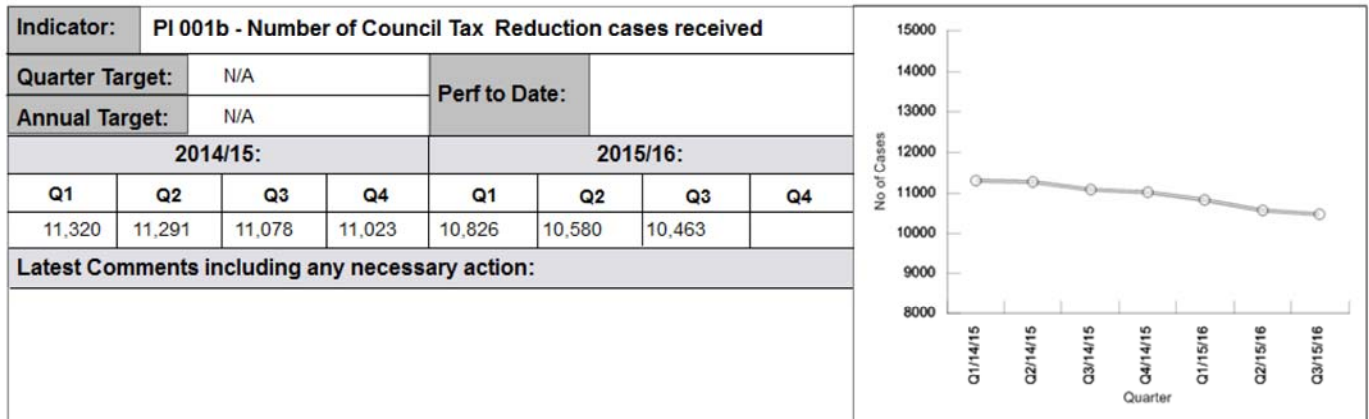 Indicator: PI 001b - Number of Council Tax Reduction cases received
Quarter Target: N/A
Perf to Date:
Annual Target: N/A
2014/15: 2015/16:
Q1 Q2 Q3 Q4 Q1 Q2 Q3 Q4
11,320 11,291 11,078 11,023 10,826 10,580 10,463
Latest Comments including any necessary action:
15000
14000
13000
12000
11000
10000
9000
8000
No of Cases
Q1/14/15
Q2/14/15
Q3/14/15
Q4/14/15
Q1/15/16
Q2/15/16
Q3/15/16
Quarter